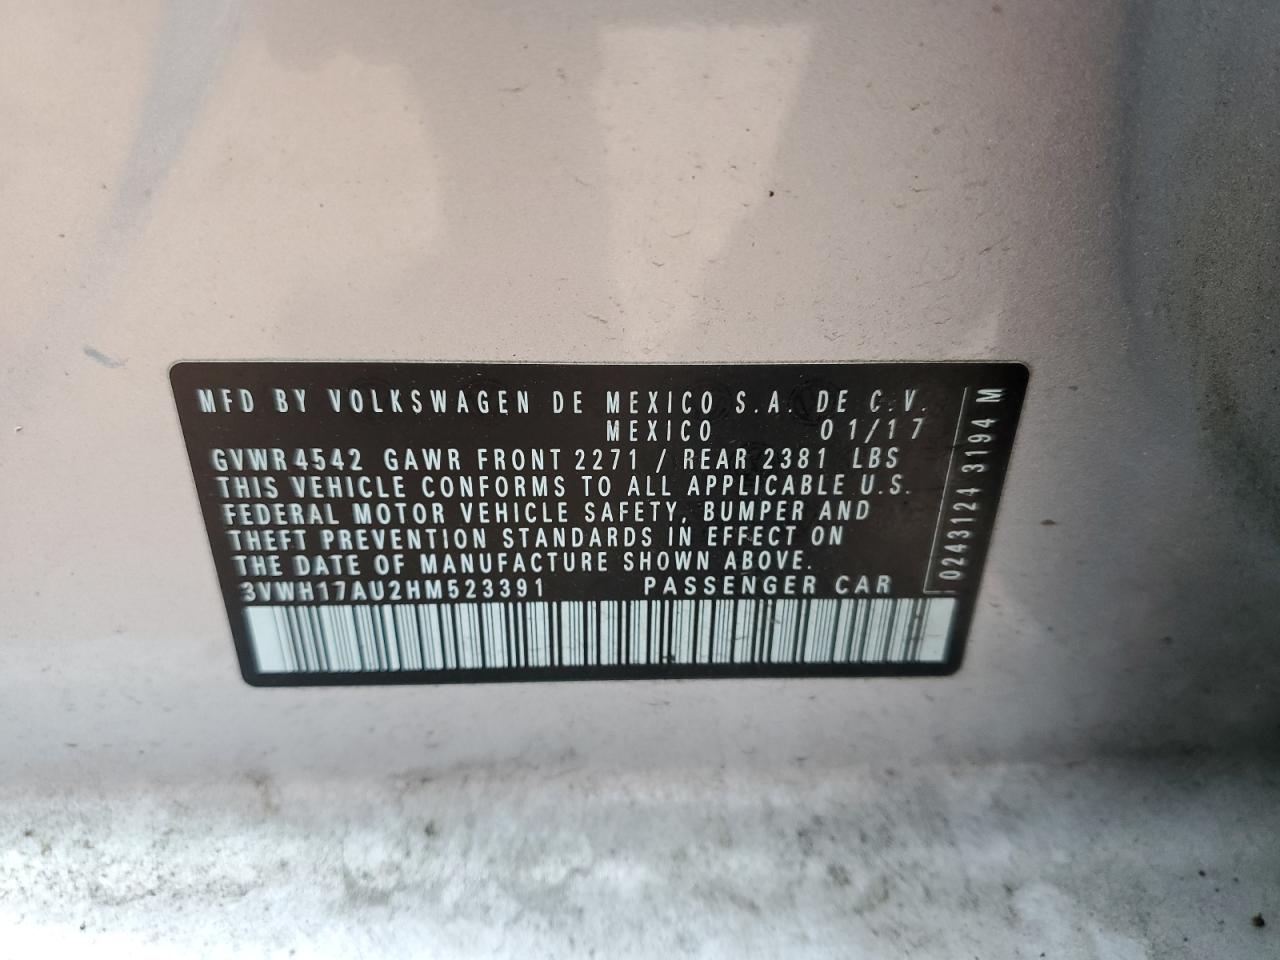 MFD BY VOLKSWAGEN DE MEXICO S.A. DE C.V.
MEXICO 01/17
GVWR 4542 GAWR FRONT 2271 / REAR 2381 LBS
THIS VEHICLE CONFORMS TO ALL APPLICABLE U.S.
FEDERAL MOTOR VEHICLE SAFETY, BUMPER AND
THEFT PREVENTION STANDARDS IN EFFECT ON
THE DATE OF MANUFACTURE SHOWN ABOVE.
3VWH17AU2HM523391 PASSENGER CAR
0243124 3194 M